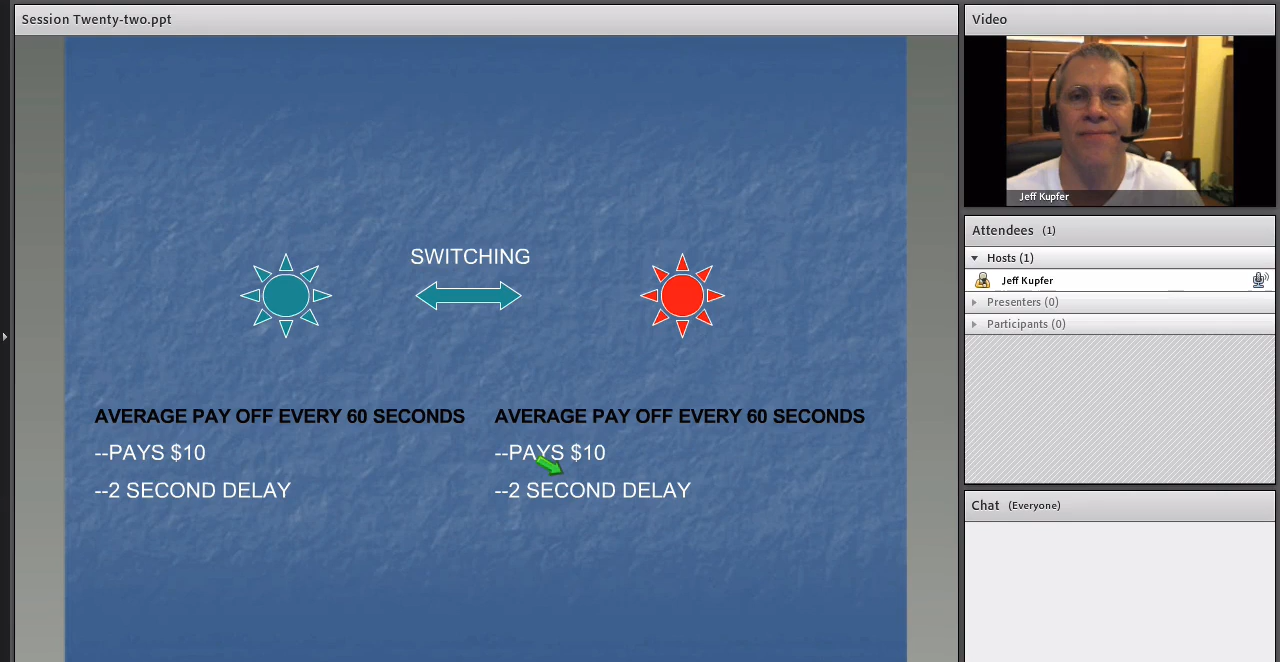 Session Twenty-two.ppt
SWITCHING
AVERAGE PAY OFF EVERY 60 SECONDS
--PAYS $10
--2 SECOND DELAY
AVERAGE PAY OFF EVERY 60 SECONDS
--PAYS $10
--2 SECOND DELAY
Video
Jeff Kupfer
Attendees (1)
Hosts (1)
Jeff Kupfer
Presenters (0)
Participants (0)
Chat (Everyone)